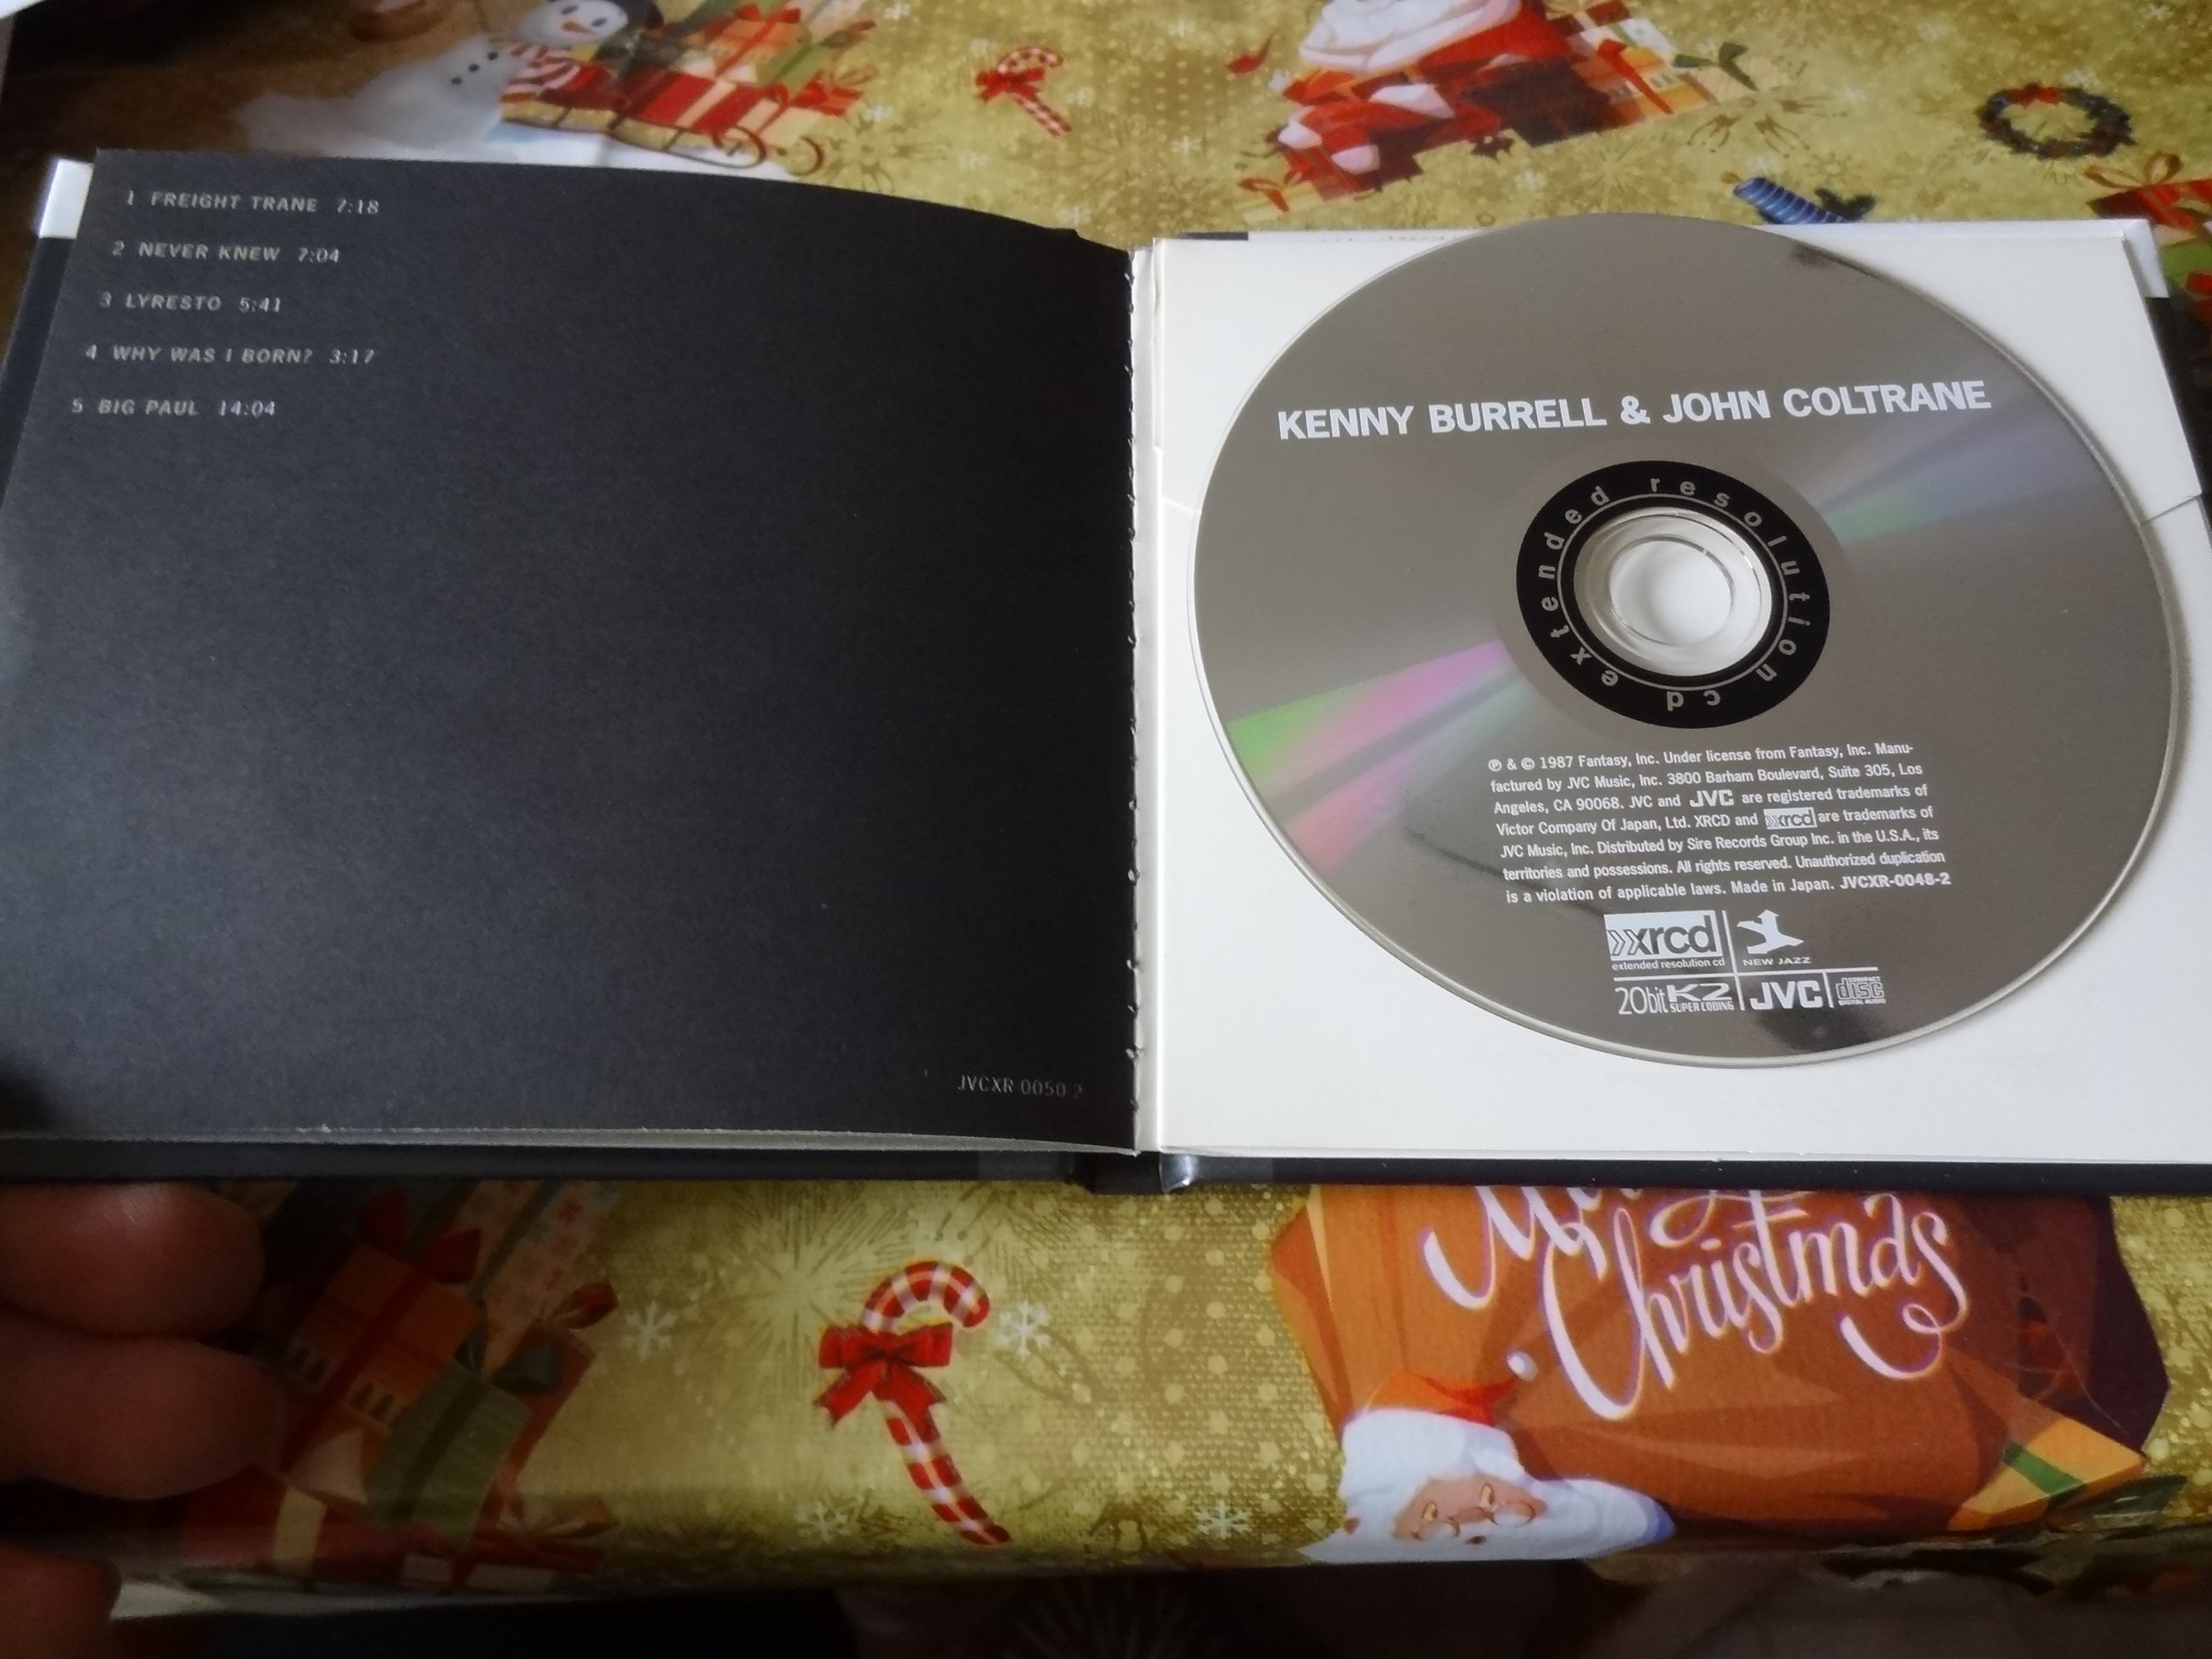 1 FREIGHT TRANE 7:18
2 NEVER KNEW 7:04
3 LYRESTO 5:41
4 WHY WAS I BORN? 3:17
5 BIG PAUL 14:04
JVCXR-0050-2
KENNY BURRELL & JOHN COLTRANE
extended resolution cd
℗ & © 1987 Fantasy, Inc. Under license from Fantasy, Inc. Manu-
factured by JVC Music, Inc. 3800 Barham Boulevard, Suite 305, Los
Angeles, CA 90068. JVC and JVC are registered trademarks of
Victor Company Of Japan, Ltd. XRCD and xrcd are trademarks of
JVC Music, Inc. Distributed by Sire Records Group Inc. in the U.S.A., its
territories and possessions. All rights reserved. Unauthorized duplication
is a violation of applicable laws. Made in Japan. JVCXR-0048-2
xrcd
extended resolution cd
NEW JAZZ
20bit K2
SUPER CODING
JVC
COMPACT
disc
DIGITAL AUDIO
Merry
Christmas